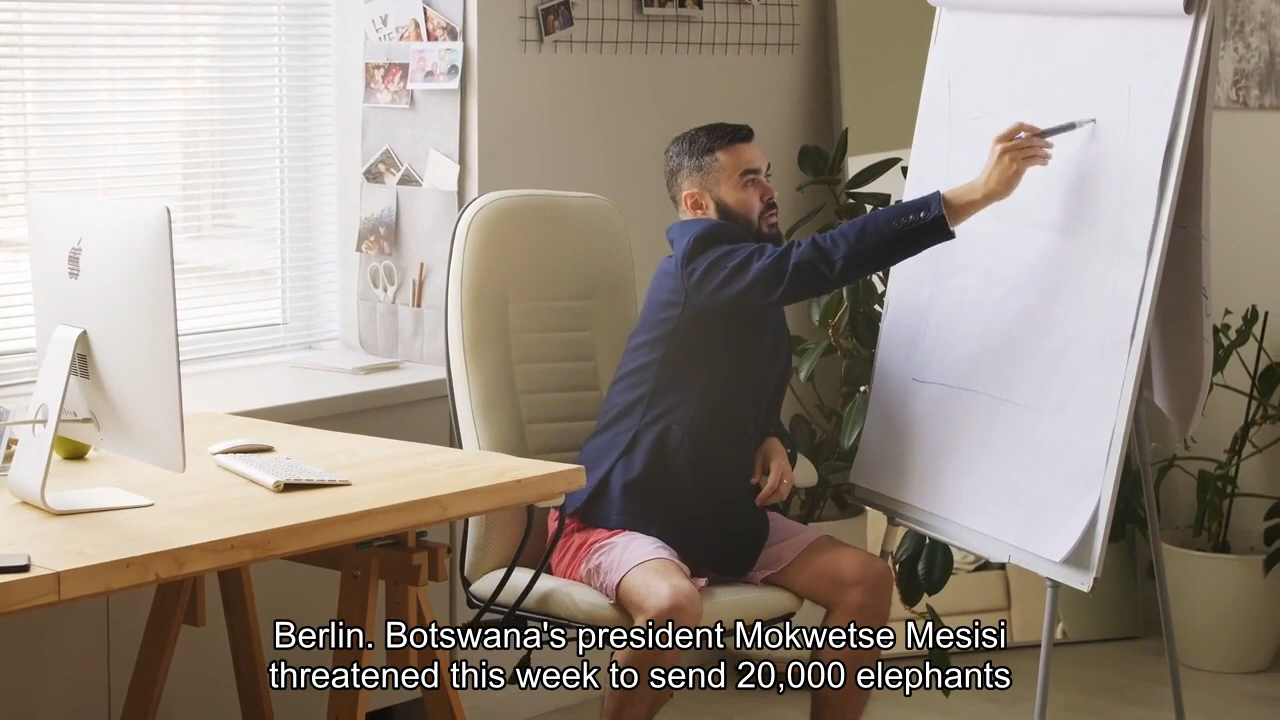 Berlin. Botswana's president Mokwetse Mesisi
threatened this week to send 20,000 elephants